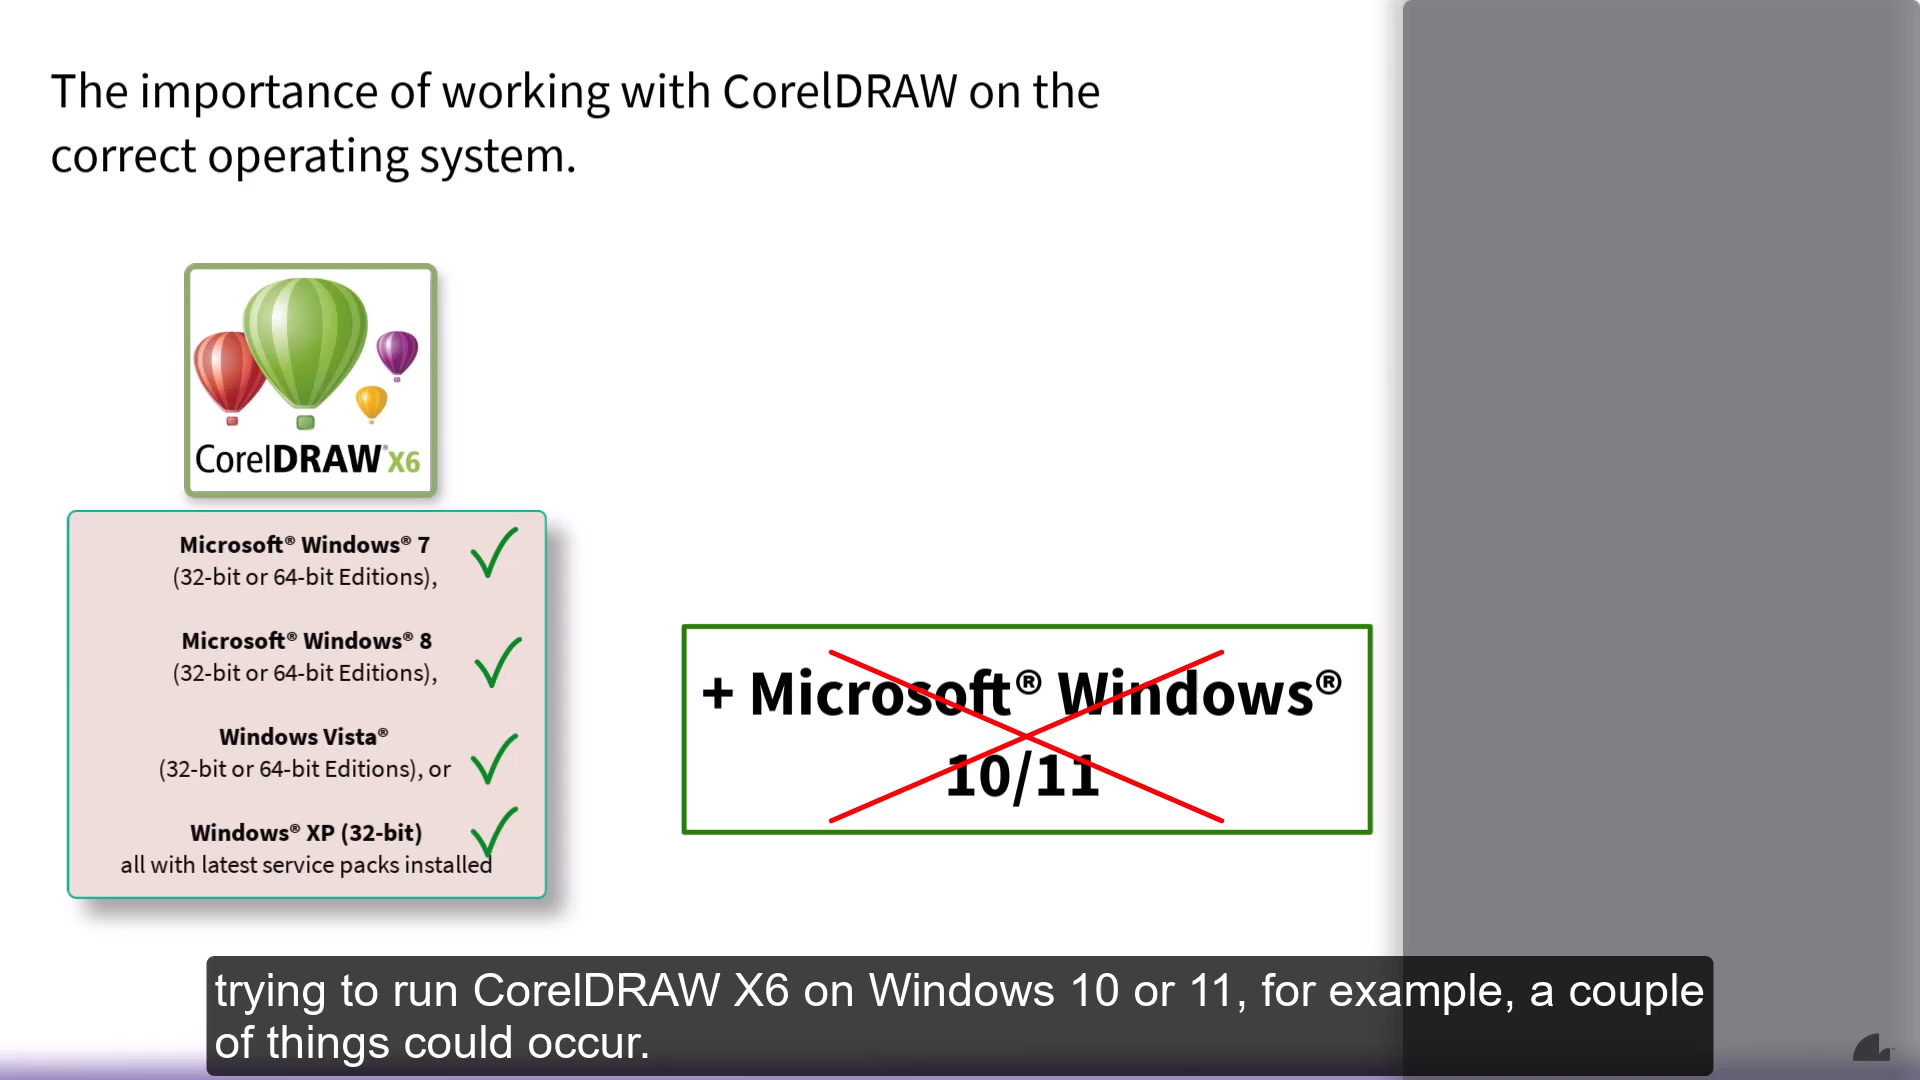 The importance of working with CorelDRAW on the
correct operating system.
CorelDRAW® X6
Microsoft® Windows® 7
(32-bit or 64-bit Editions),
Microsoft® Windows® 8
(32-bit or 64-bit Editions),
Windows Vista®
(32-bit or 64-bit Editions), or
Windows® XP (32-bit)
all with latest service packs installed
+ Microsoft® Windows®
10/11
trying to run CorelDRAW X6 on Windows 10 or 11, for example, a couple
of things could occur.